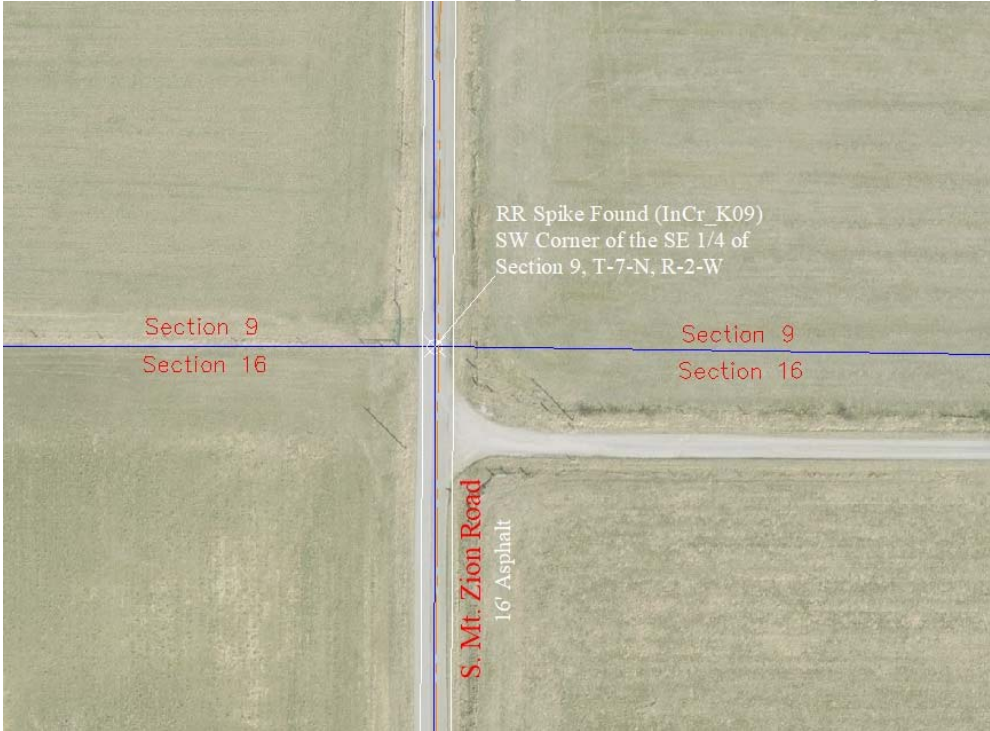 RR Spike Found (InCr_K09)
SW Corner of the SE 1/4 of
Section 9, T-7-N, R-2-W
Section 9
Section 9
Section 16
Section 16
S. Mt. Zion Road
16' Asphalt